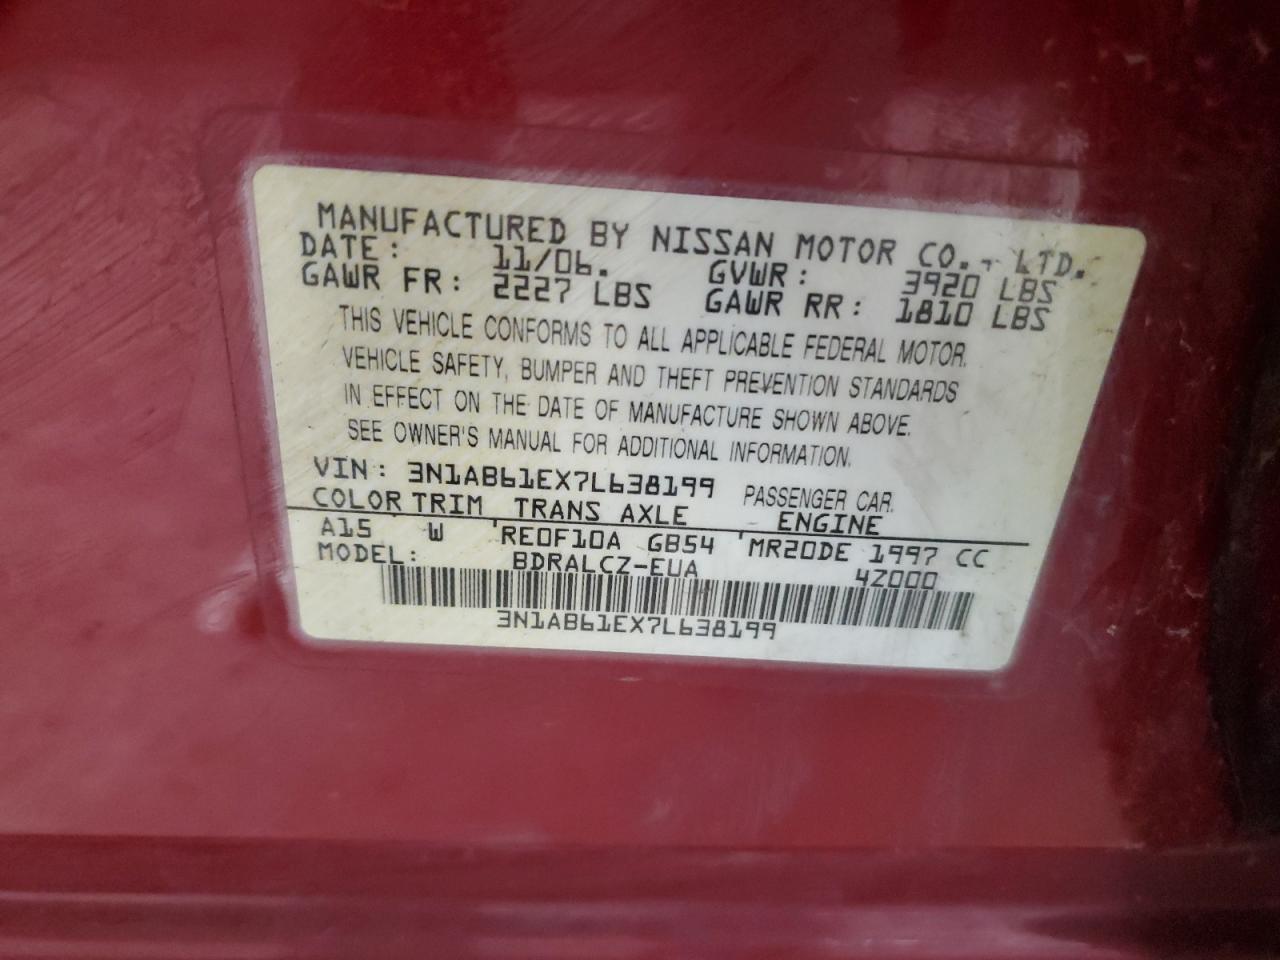 MANUFACTURED BY NISSAN MOTOR CO., LTD.
DATE: 11/06. GVWR: 3920 LBS
GAWR FR: 2227 LBS GAWR RR: 1810 LBS
THIS VEHICLE CONFORMS TO ALL APPLICABLE FEDERAL MOTOR
VEHICLE SAFETY, BUMPER AND THEFT PREVENTION STANDARDS
IN EFFECT ON THE DATE OF MANUFACTURE SHOWN ABOVE.
SEE OWNER'S MANUAL FOR ADDITIONAL INFORMATION.
VIN: 3N1AB61EX7L638199 PASSENGER CAR.
COLOR TRIM TRANS AXLE ENGINE
A15 W 'RE0F10A GB54 'MR20DE 1997 CC
MODEL: BDRALCZ-EUA 4Z000
3N1AB61EX7L638199